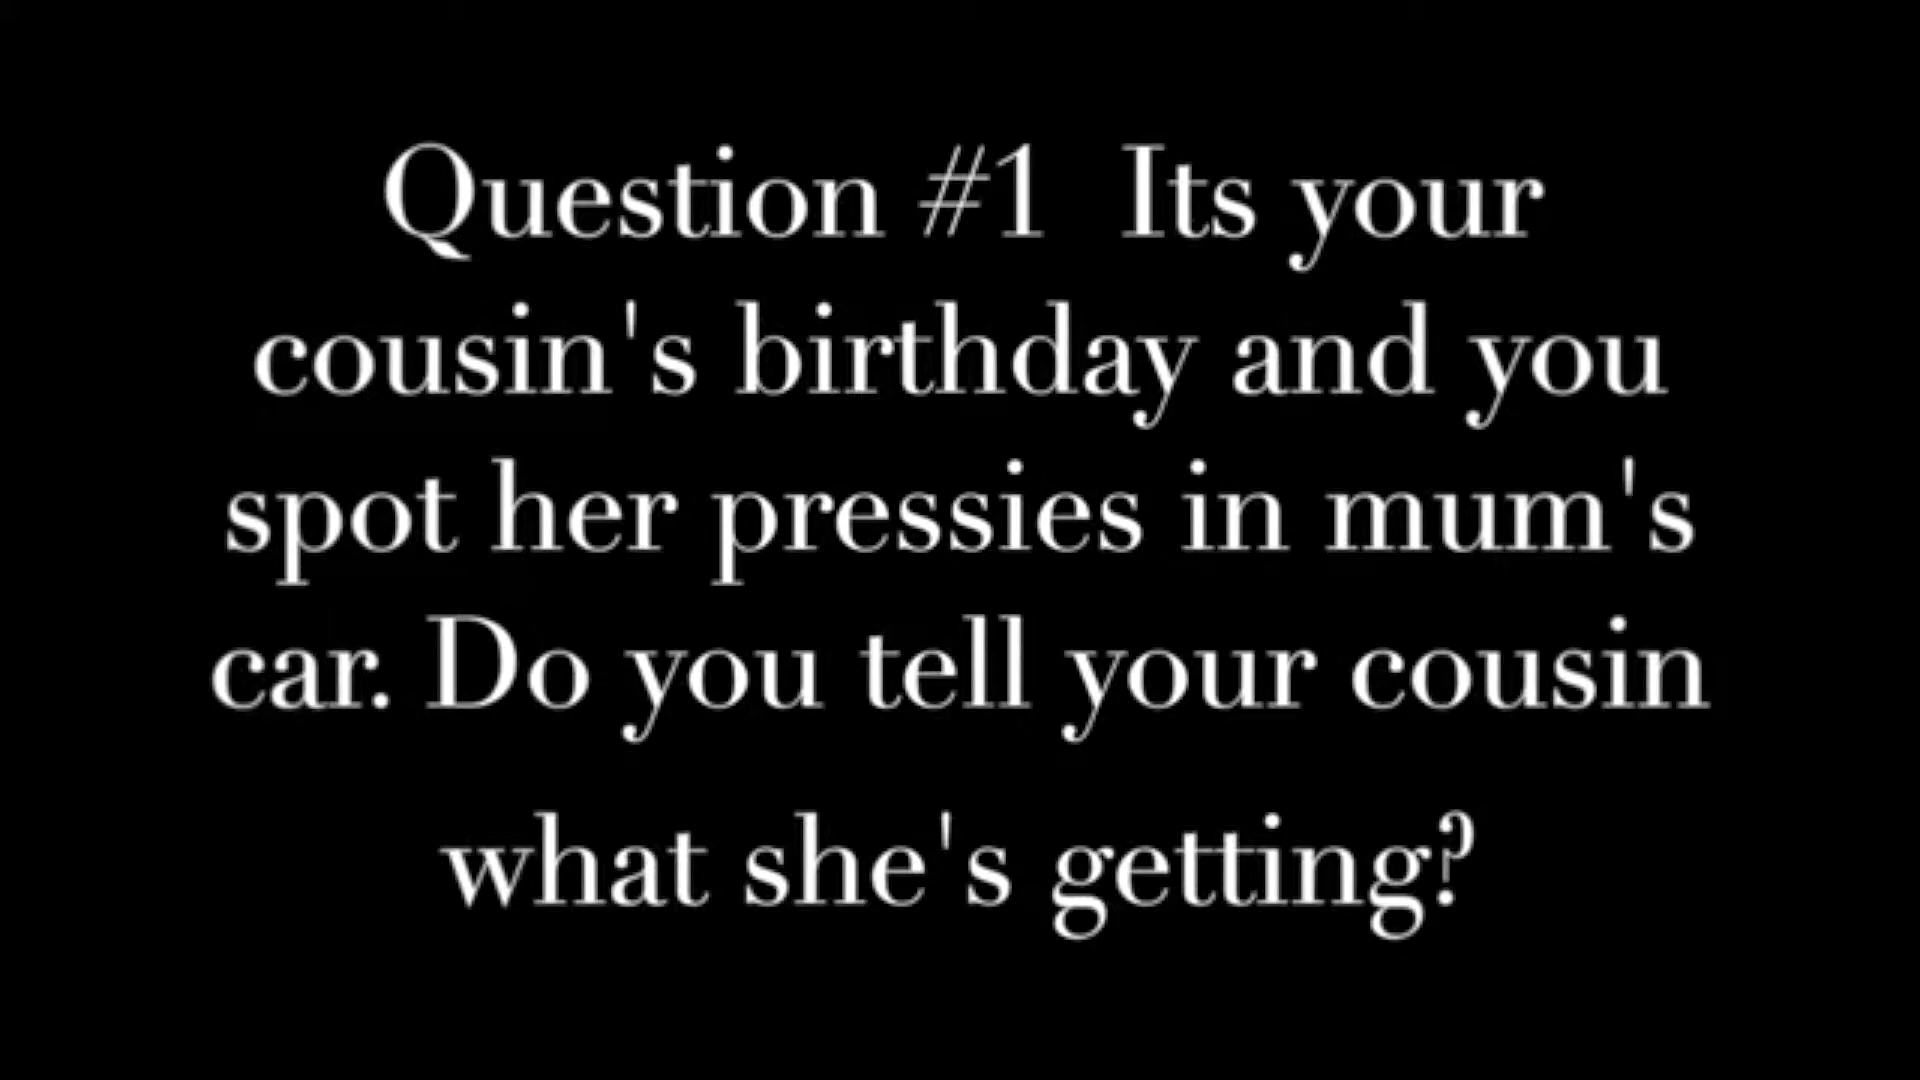 Question #1  Its your
cousin's birthday and you
spot her pressies in mum's
car. Do you tell your cousin
what she's getting?